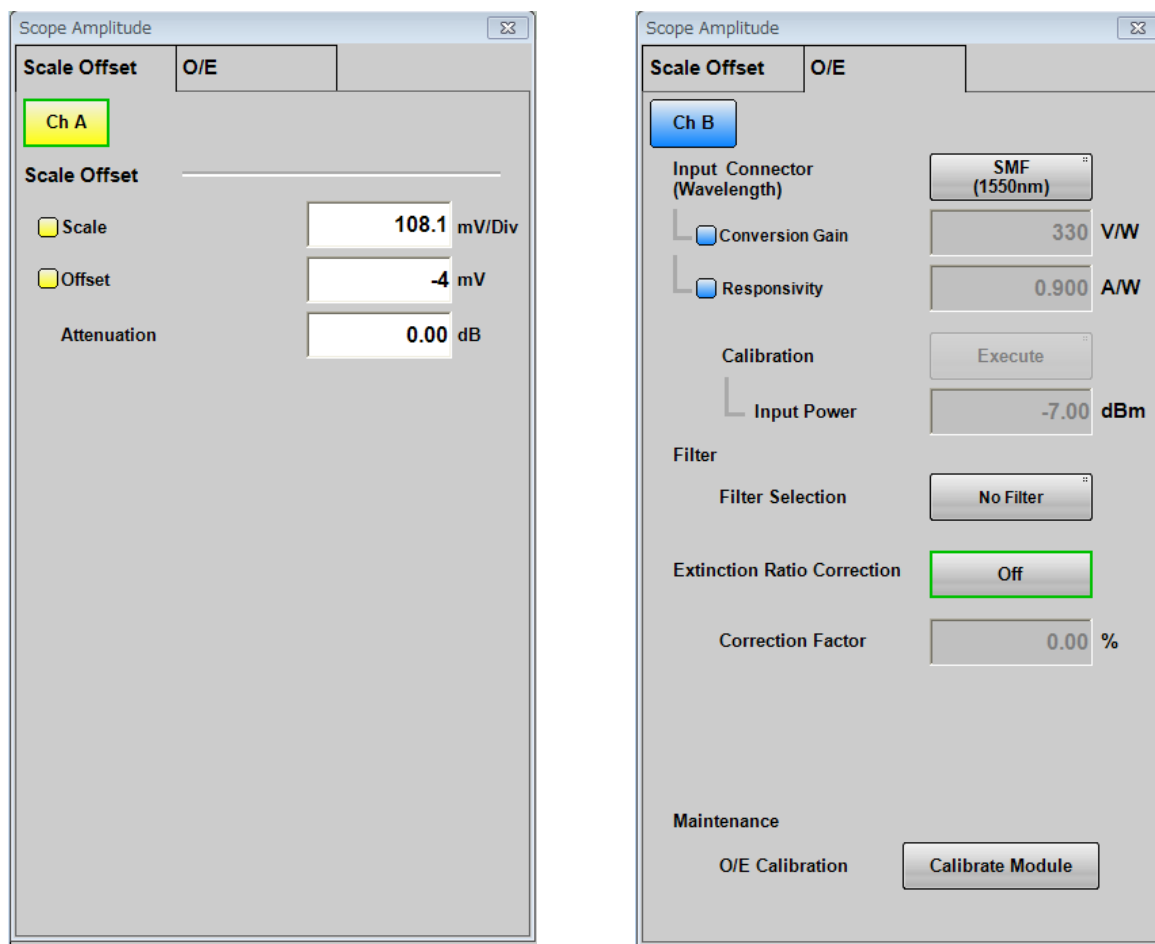 Scope Amplitude
Scale Offset O/E
Ch A
Scale Offset
Scale 108.1 mV/Div
Offset -4 mV
Attenuation 0.00 dB
Scope Amplitude
Scale Offset O/E
Ch B
Input Connector
(Wavelength)
SMF
(1550nm)
Conversion Gain 330 V/W
Responsivity 0.900 A/W
Calibration Execute
Input Power -7.00 dBm
Filter
Filter Selection No Filter
Extinction Ratio Correction Off
Correction Factor 0.00 %
Maintenance
O/E Calibration Calibrate Module